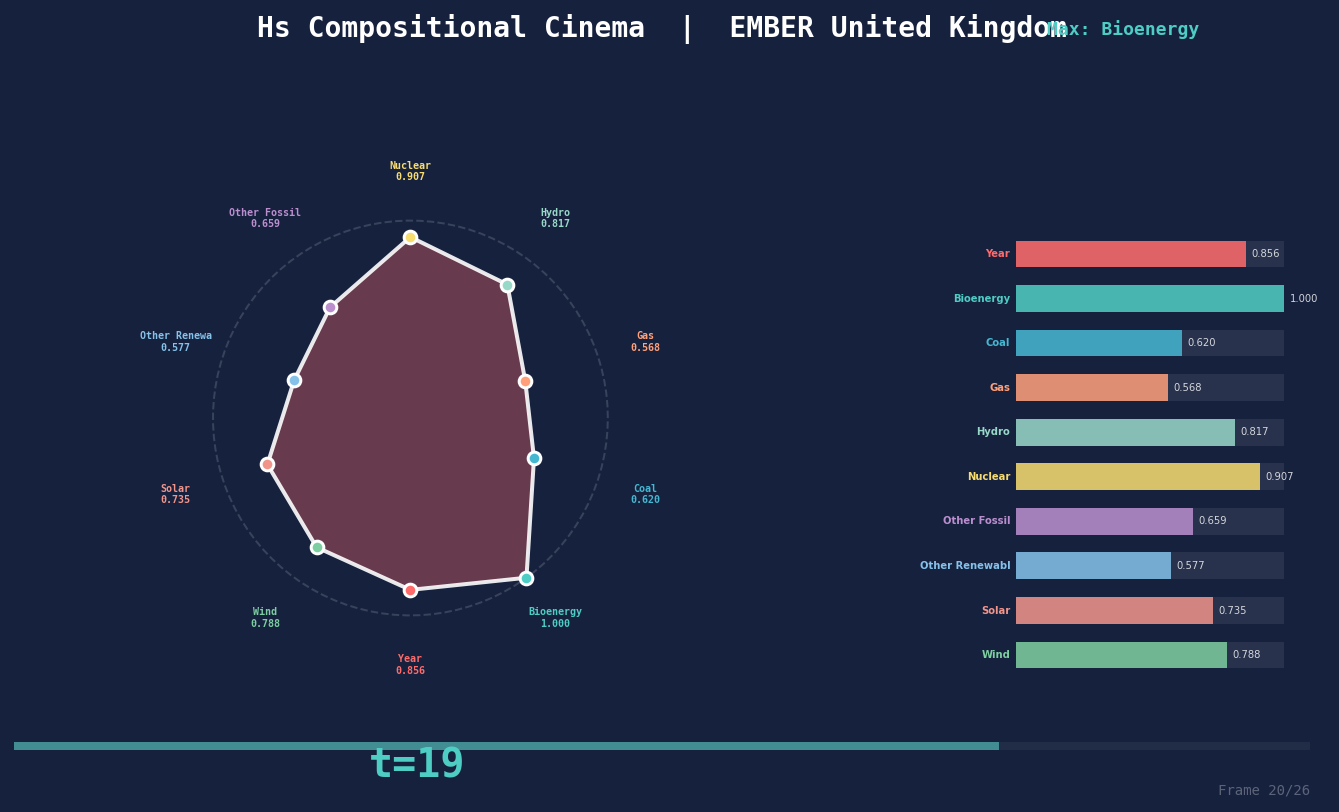 Hs Compositional Cinema | EMBER United Kingdom
Max: Bioenergy
Nuclear
0.907
Other Fossil
0.659
Hydro
0.817
Other Renewa
0.577
Gas
0.568
Solar
0.735
Coal
0.620
Wind
0.788
Bioenergy
1.000
Year
0.856
Year 0.856
Bioenergy 1.000
Coal 0.620
Gas 0.568
Hydro 0.817
Nuclear 0.907
Other Fossil 0.659
Other Renewabl 0.577
Solar 0.735
Wind 0.788
t=19
Frame 20/26